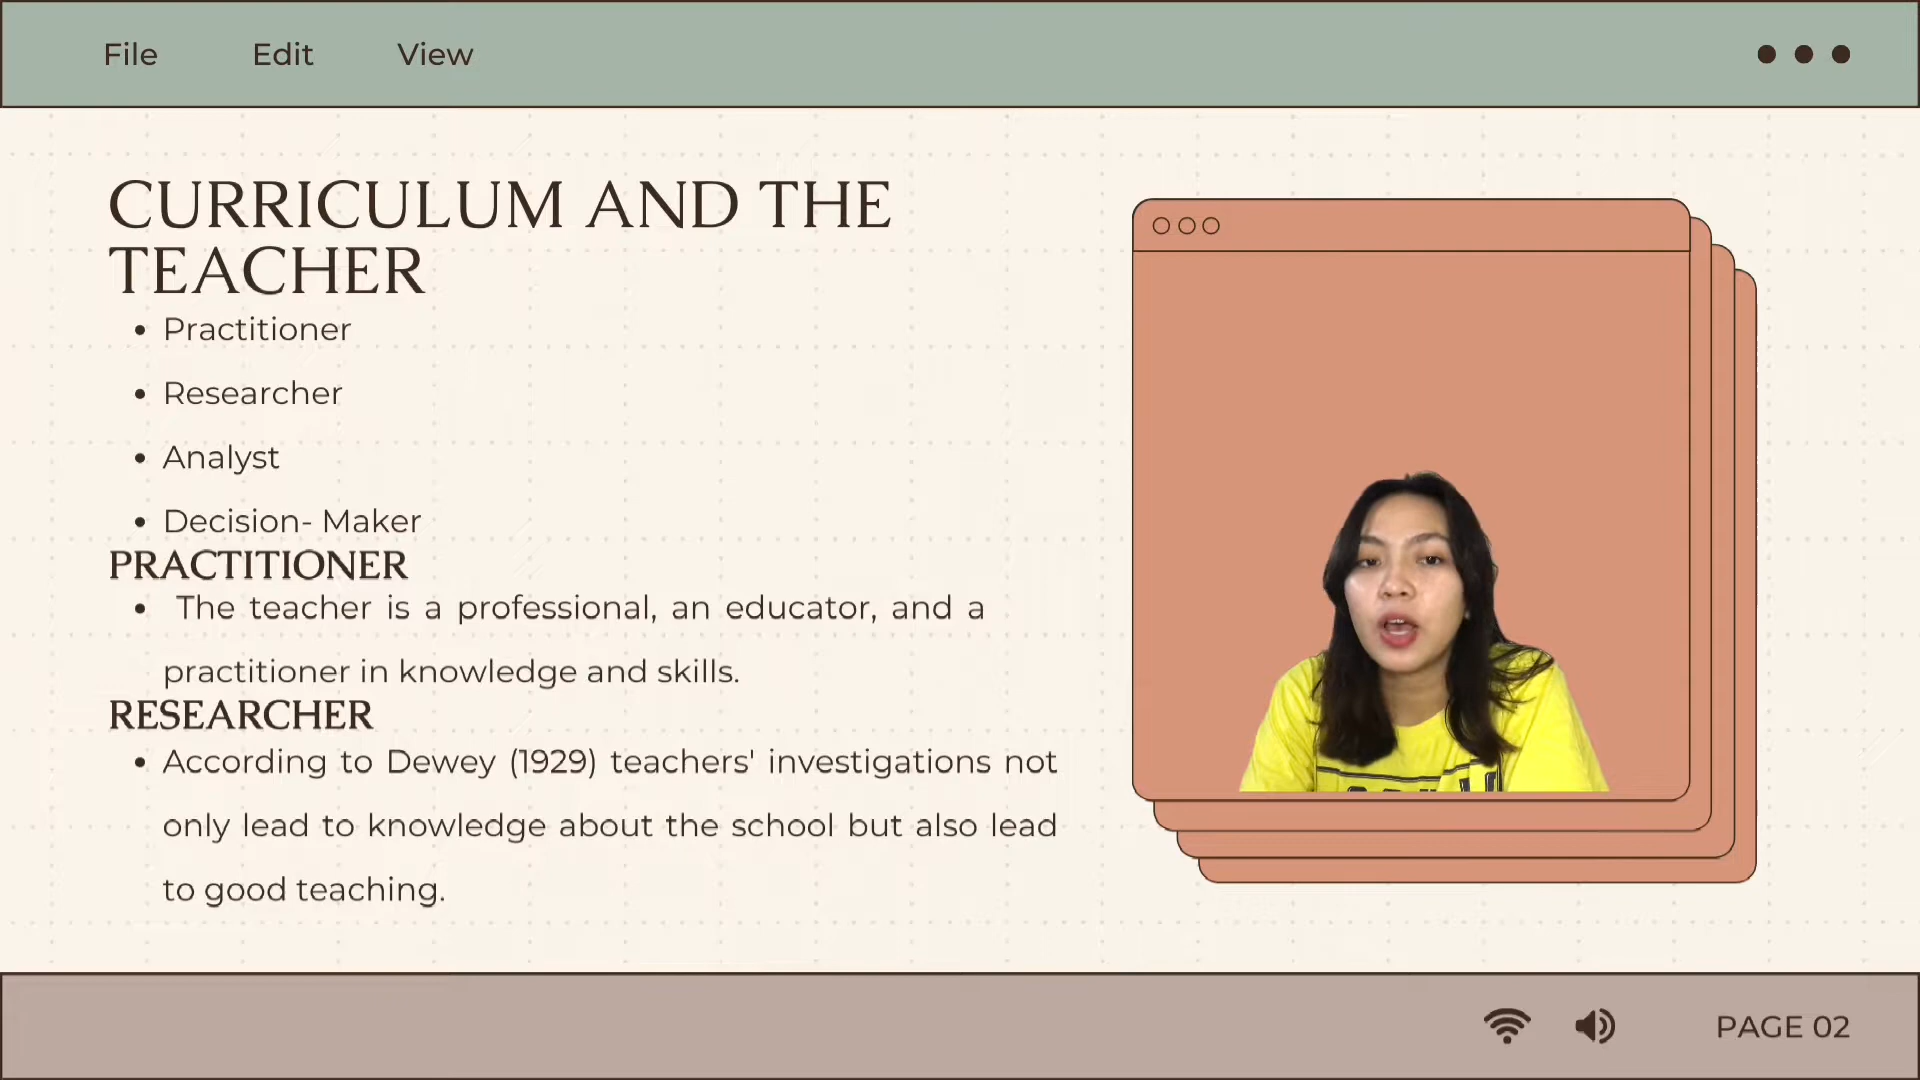 File Edit View
CURRICULUM AND THE
TEACHER
• Practitioner
• Researcher
• Analyst
• Decision- Maker
PRACTITIONER
• The teacher is a professional, an educator, and a
practitioner in knowledge and skills.
RESEARCHER
• According to Dewey (1929) teachers' investigations not
only lead to knowledge about the school but also lead
to good teaching.
PAGE 02